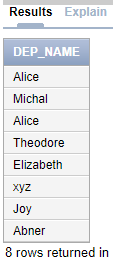 Results Explain
DEP_NAME
Alice
Michal
Alice
Theodore
Elizabeth
xyz
Joy
Abner
8 rows returned in